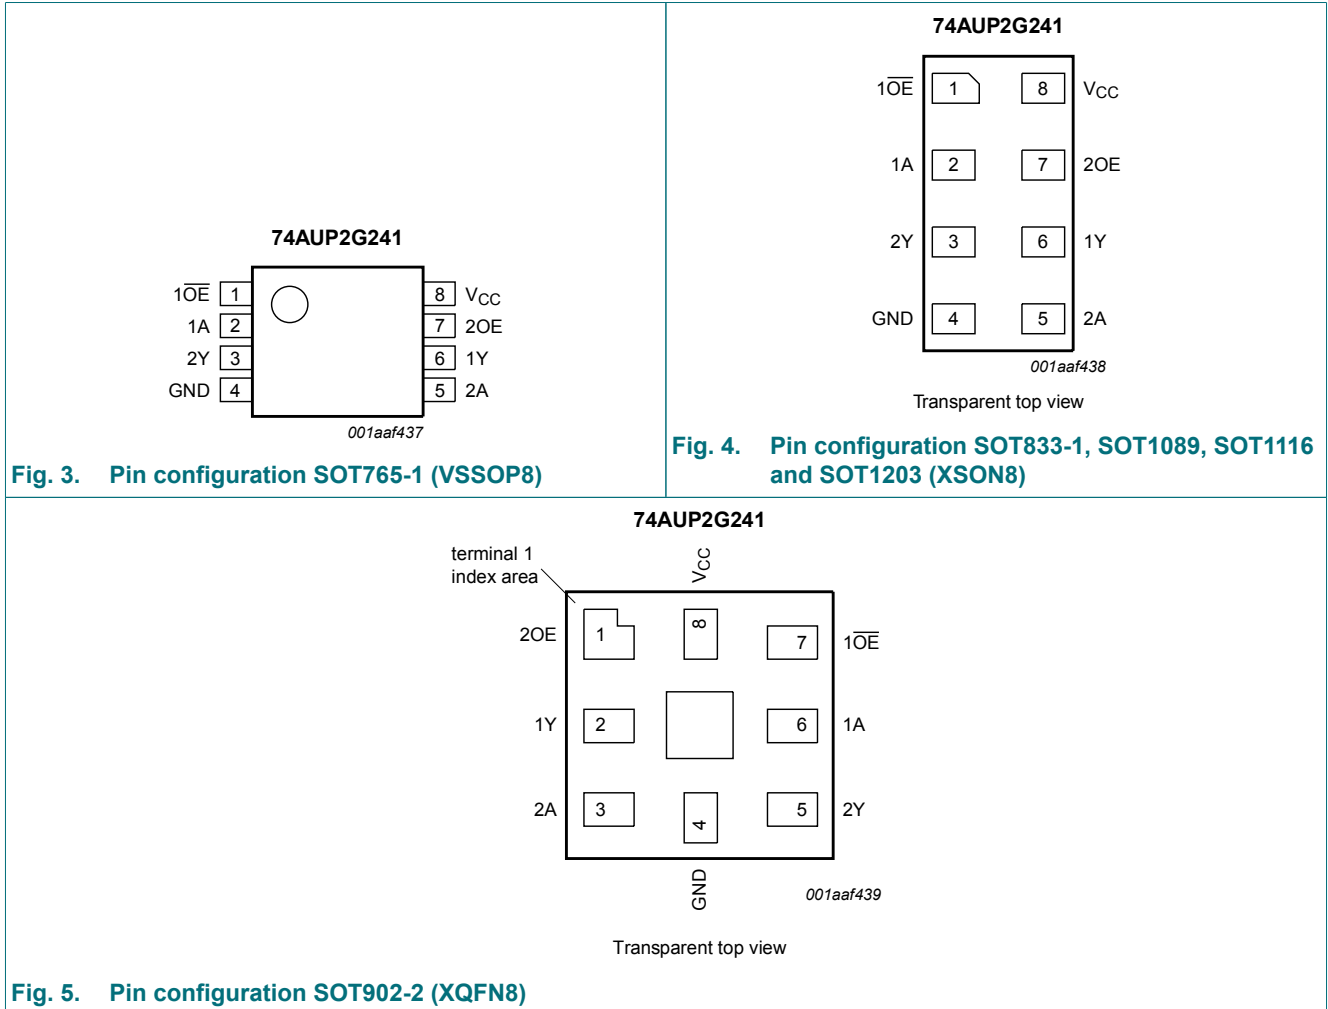 74AUP2G241
1OE 1 8 VCC
1A 2 7 2OE
2Y 3 6 1Y
GND 4 5 2A
001aaf437
Fig. 3. Pin configuration SOT765-1 (VSSOP8)
74AUP2G241
1OE 1 8 VCC
1A 2 7 2OE
2Y 3 6 1Y
GND 4 5 2A
001aaf438
Transparent top view
Fig. 4. Pin configuration SOT833-1, SOT1089, SOT1116
and SOT1203 (XSON8)
74AUP2G241
terminal 1
index area
VCC
2OE 1 8 7 1OE
1Y 2 6 1A
2A 3 4 5 2Y
GND
001aaf439
Transparent top view
Fig. 5. Pin configuration SOT902-2 (XQFN8)